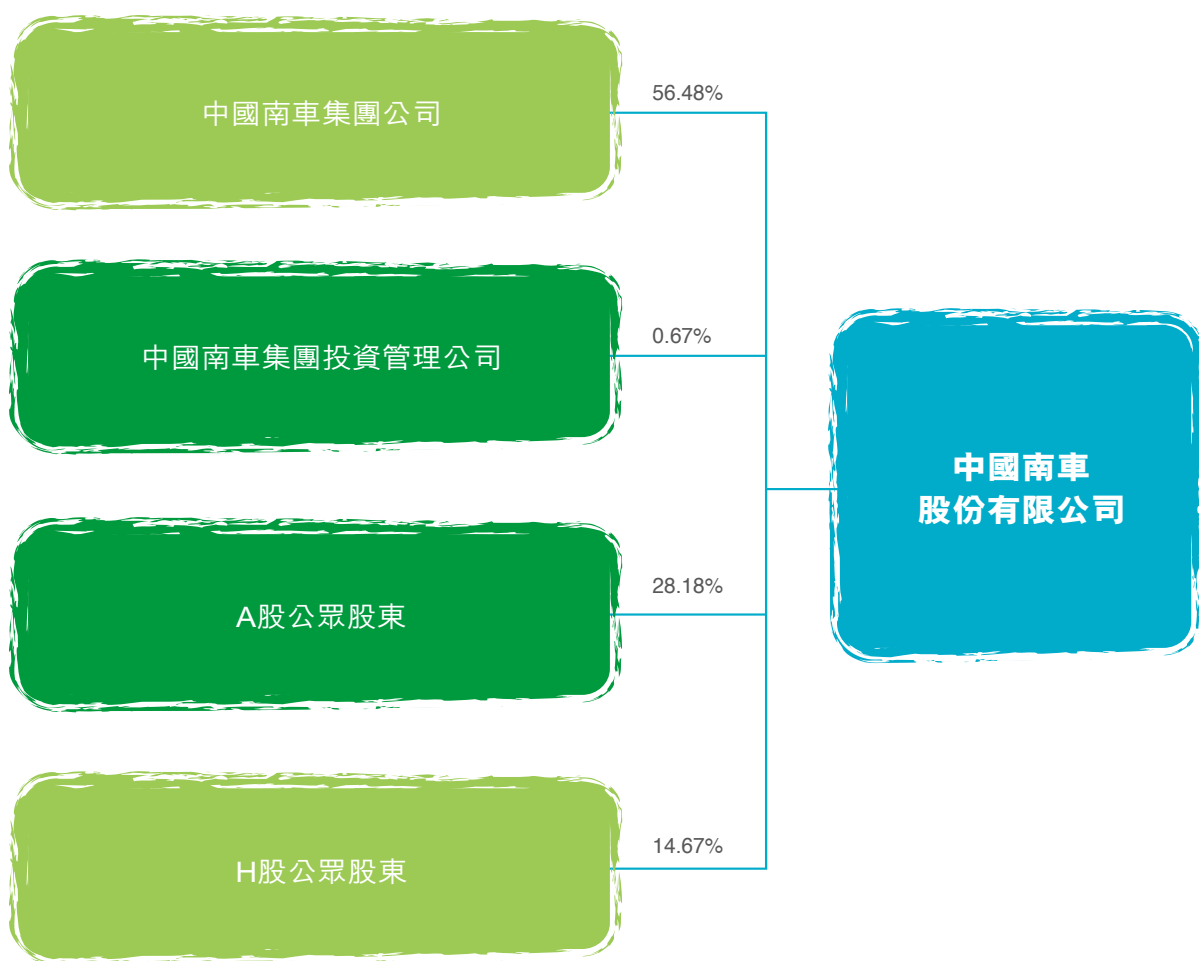 中國南車集團公司
56.48%
中國南車集團投資管理公司
0.67%
中國南車
股份有限公司
A股公眾股東
28.18%
H股公眾股東
14.67%